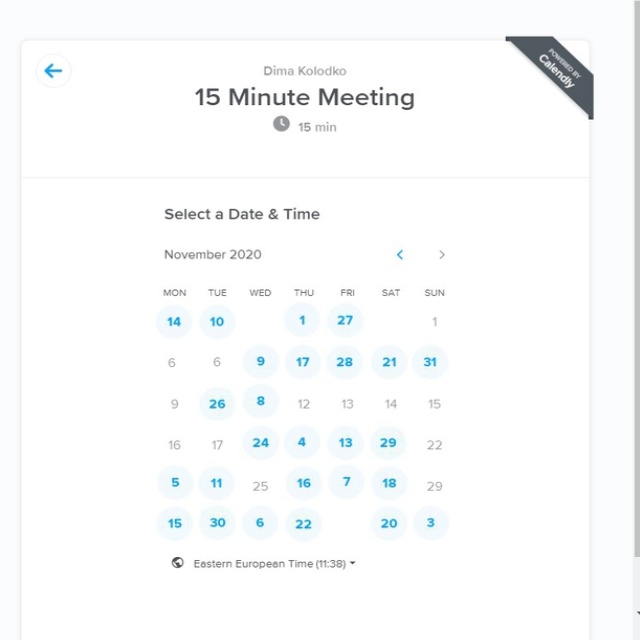 POWERED BY
Calendly
Dima Kolodko
15 Minute Meeting
15 min
Select a Date & Time
November 2020
MON TUE WED THU FRI SAT SUN
14 10 1 27 1
6 6 9 17 28 21 31
9 26 8 12 13 14 15
16 17 24 4 13 29 22
5 11 25 16 7 18 29
15 30 6 22 20 3
Eastern European Time (11:38)